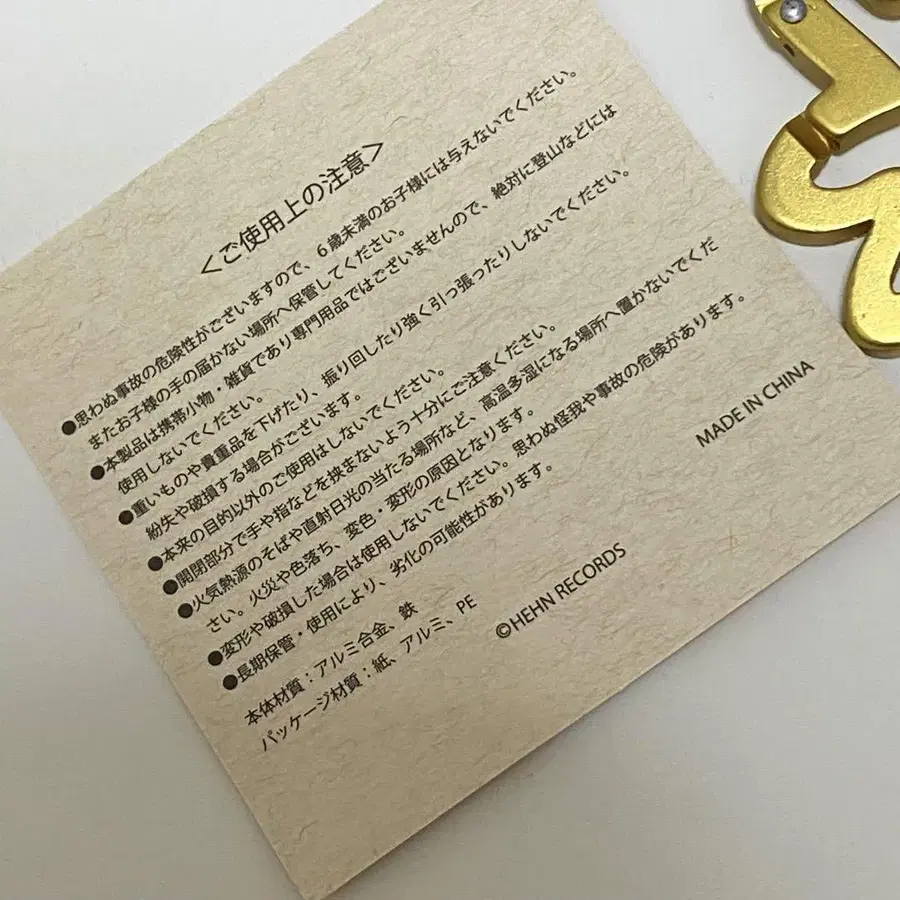 ＜ご使用上の注意＞
●思わぬ事故の危険性がございますので、6歳未満のお子様には与えないでください。
またお子様の手の届かない場所へ保管してください。
●本製品は携帯小物・雑貨であり専門用品ではございませんので、絶対に登山などには
使用しないでください。
●重いものや貴重品を下げたり、振り回したり強く引っ張ったりしないでください。
紛失や破損する場合がございます。
●本来の目的以外のご使用はしないでください。
●開閉部分で手や指などを挟まないよう十分にご注意ください。
●火気熱源のそばや直射日光の当たる場所など、高温多湿になる場所へ置かないでくだ
さい。火災や色落ち、変色・変形の原因となります。
●変形や破損した場合は使用しないでください。思わぬ怪我や事故の危険があります。
●長期保管・使用により、劣化の可能性があります。
本体材質：アルミ合金、鉄
パッケージ材質：紙、アルミ、PE
©HEHN RECORDS
MADE IN CHINA